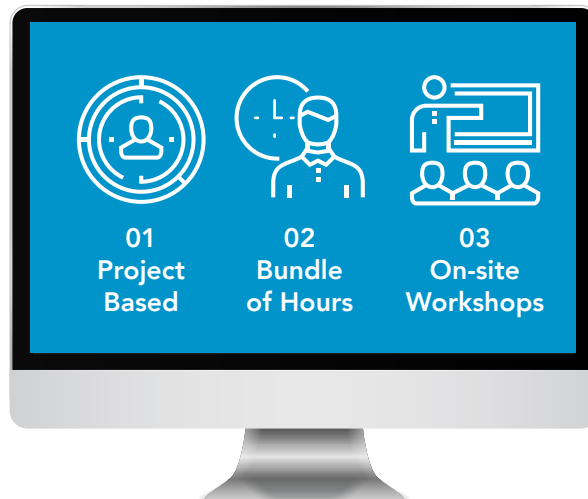 01
Project
Based
02
Bundle
of Hours
03
On-site
Workshops